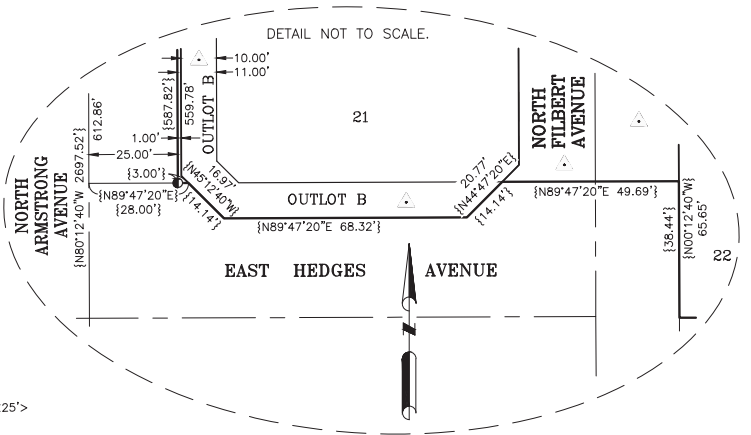 DETAIL NOT TO SCALE.
10.00'
11.00'
{587.82'}
559.78'
OUTLOT B
612.86'
{N80°12'40"W 2697.52'}
1.00'
25.00'
{3.00'}
{N89°47'20"E}
{28.00'}
NORTH
ARMSTRONG
AVENUE
16.97'
{N45°12'40"W}
{14.14'}
21
OUTLOT B
{N89°47'20"E 68.32'}
20.77'
{N44°47'20"E}
{14.14'}
NORTH
FILBERT
AVENUE
{N89°47'20"E 49.69'}
{38.44'}
{N00°12'40"W}
65.65'
22
EAST HEDGES AVENUE
N
25'>